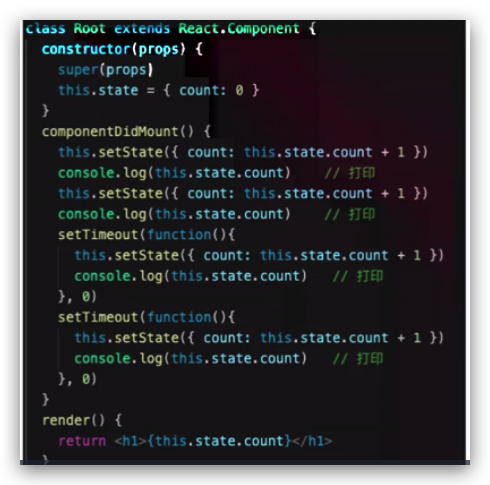 class Root extends React.Component {
constructor(props) {
super(props)
this.state = { count: 0 }
}
componentDidMount() {
this.setState({ count: this.state.count + 1 })
console.log(this.state.count) // 打印
this.setState({ count: this.state.count + 1 })
console.log(this.state.count) // 打印
setTimeout(function(){
this.setState({ count: this.state.count + 1 })
console.log(this.state.count) // 打印
}, 0)
setTimeout(function(){
this.setState({ count: this.state.count + 1 })
console.log(this.state.count) // 打印
}, 0)
}
render() {
return <h1>{this.state.count}</h1>
}